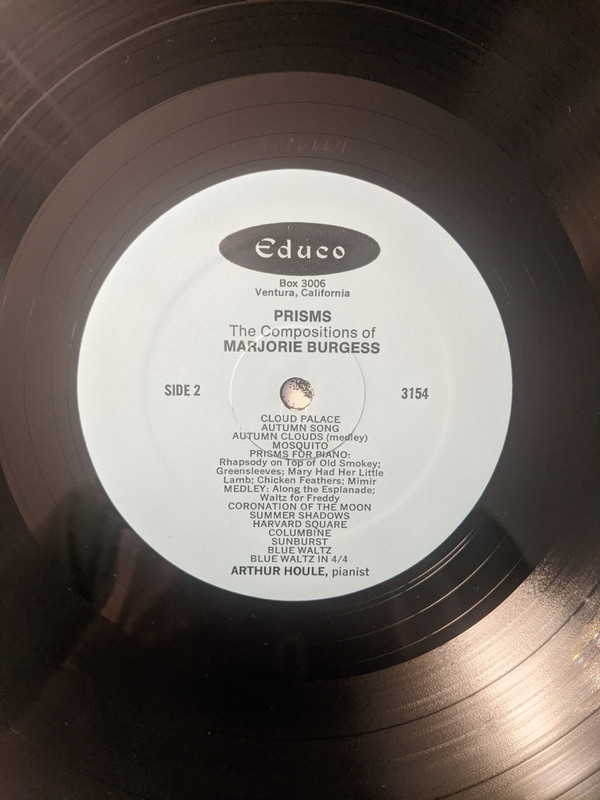 Educo
Box 3006
Ventura, California
PRISMS
The Compositions of
MARJORIE BURGESS
SIDE 2
3154
CLOUD PALACE
AUTUMN SONG
AUTUMN CLOUDS (medley)
MOSQUITO
PRISMS FOR PIANO:
Rhapsody on Top of Old Smokey;
Greensleeves; Mary Had Her Little
Lamb; Chicken Feathers; Mimir
MEDLEY: Along the Esplanade;
Waltz for Freddy
CORONATION OF THE MOON
SUMMER SHADOWS
HARVARD SQUARE
COLUMBINE
SUNBURST
BLUE WALTZ
BLUE WALTZ IN 4/4
ARTHUR HOULE, pianist